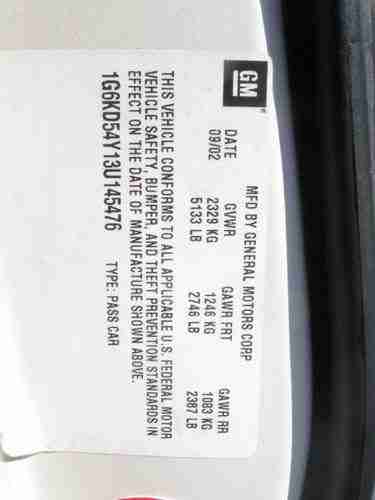 GM
MFD BY GENERAL MOTORS CORP
DATE GVWR GAWR FRT GAWR RR
09/02 2329 KG 1246 KG 1083 KG
5133 LB 2746 LB 2387 LB
THIS VEHICLE CONFORMS TO ALL APPLICABLE U.S. FEDERAL MOTOR
VEHICLE SAFETY, BUMPER, AND THEFT PREVENTION STANDARDS IN
EFFECT ON THE DATE OF MANUFACTURE SHOWN ABOVE.
1G6KD54Y13U145476 TYPE: PASS CAR